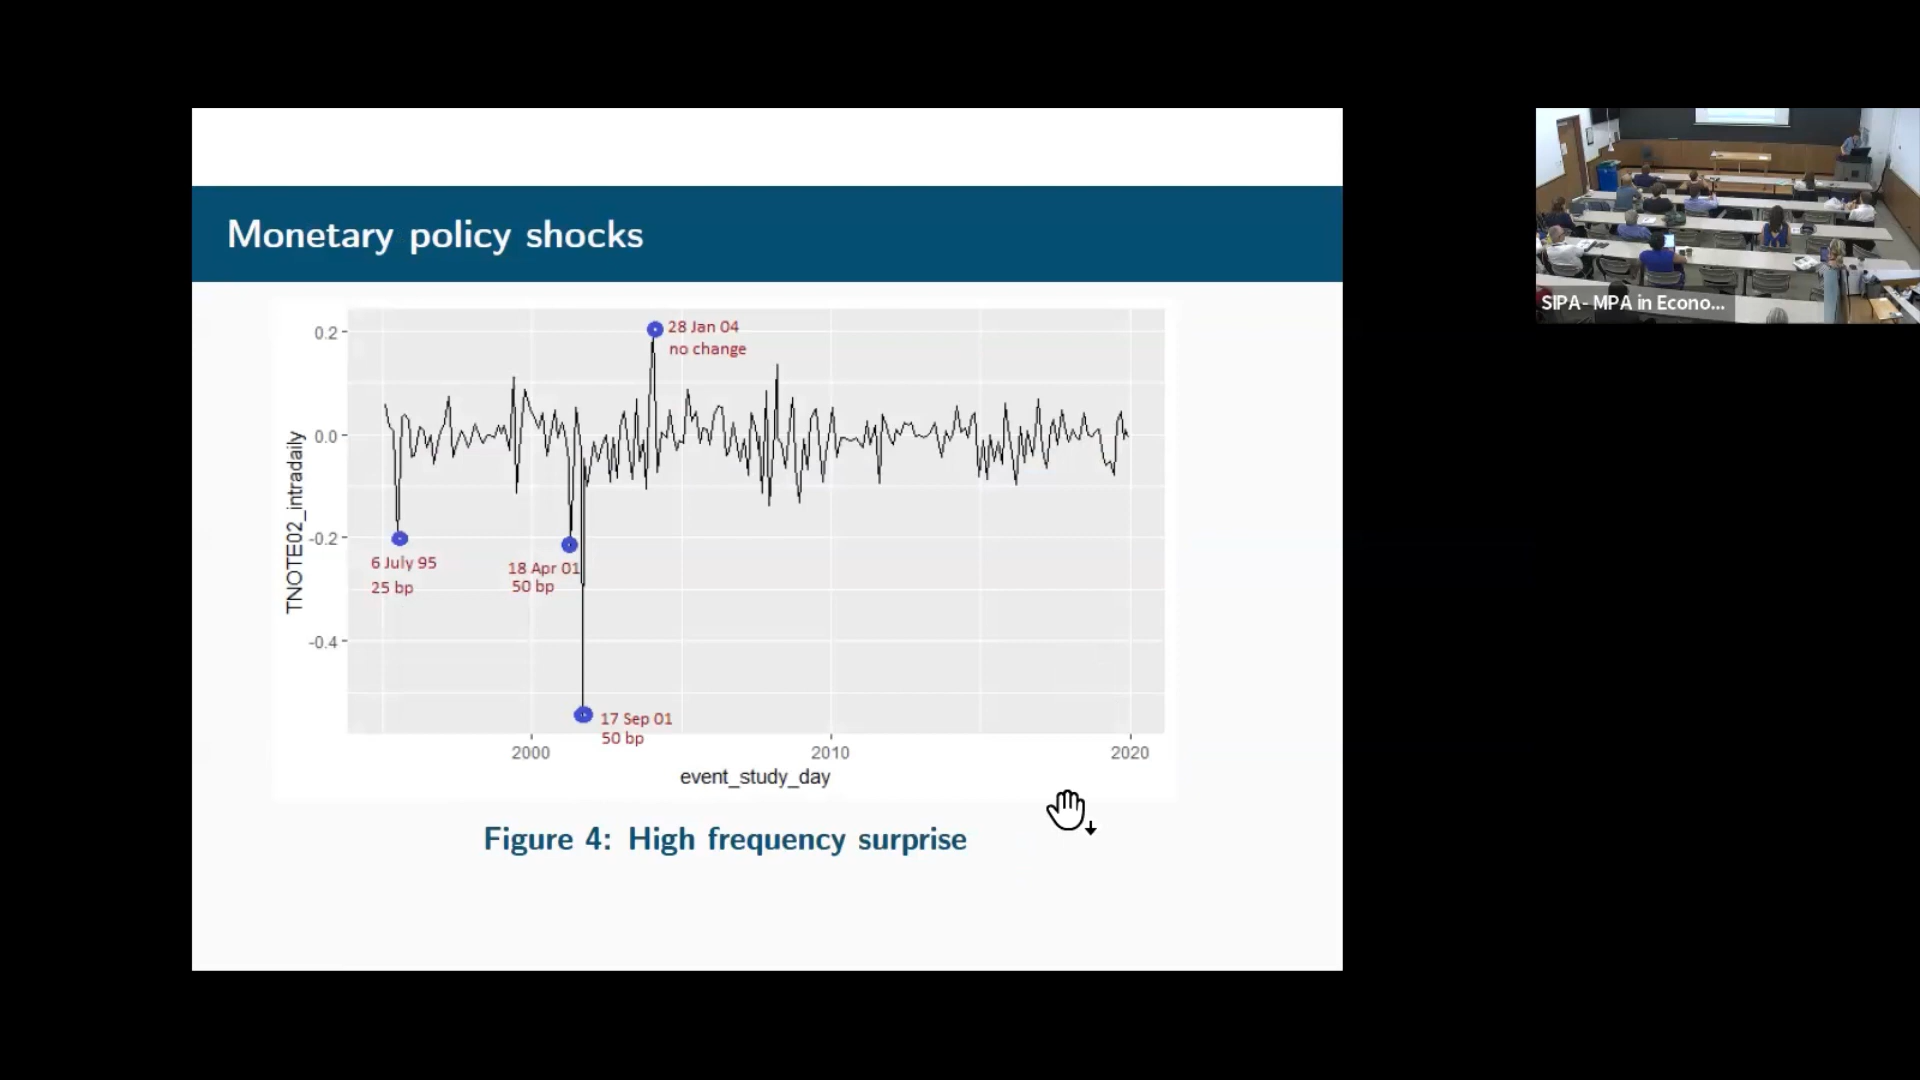 Monetary policy shocks
0.2
0.0
-0.2
-0.4
TNOTE02_intradaily
28 Jan 04
no change
6 July 95
25 bp
18 Apr 01
50 bp
17 Sep 01
50 bp
2000
2010
2020
event_study_day
Figure 4: High frequency surprise
SIPA- MPA in Econo...